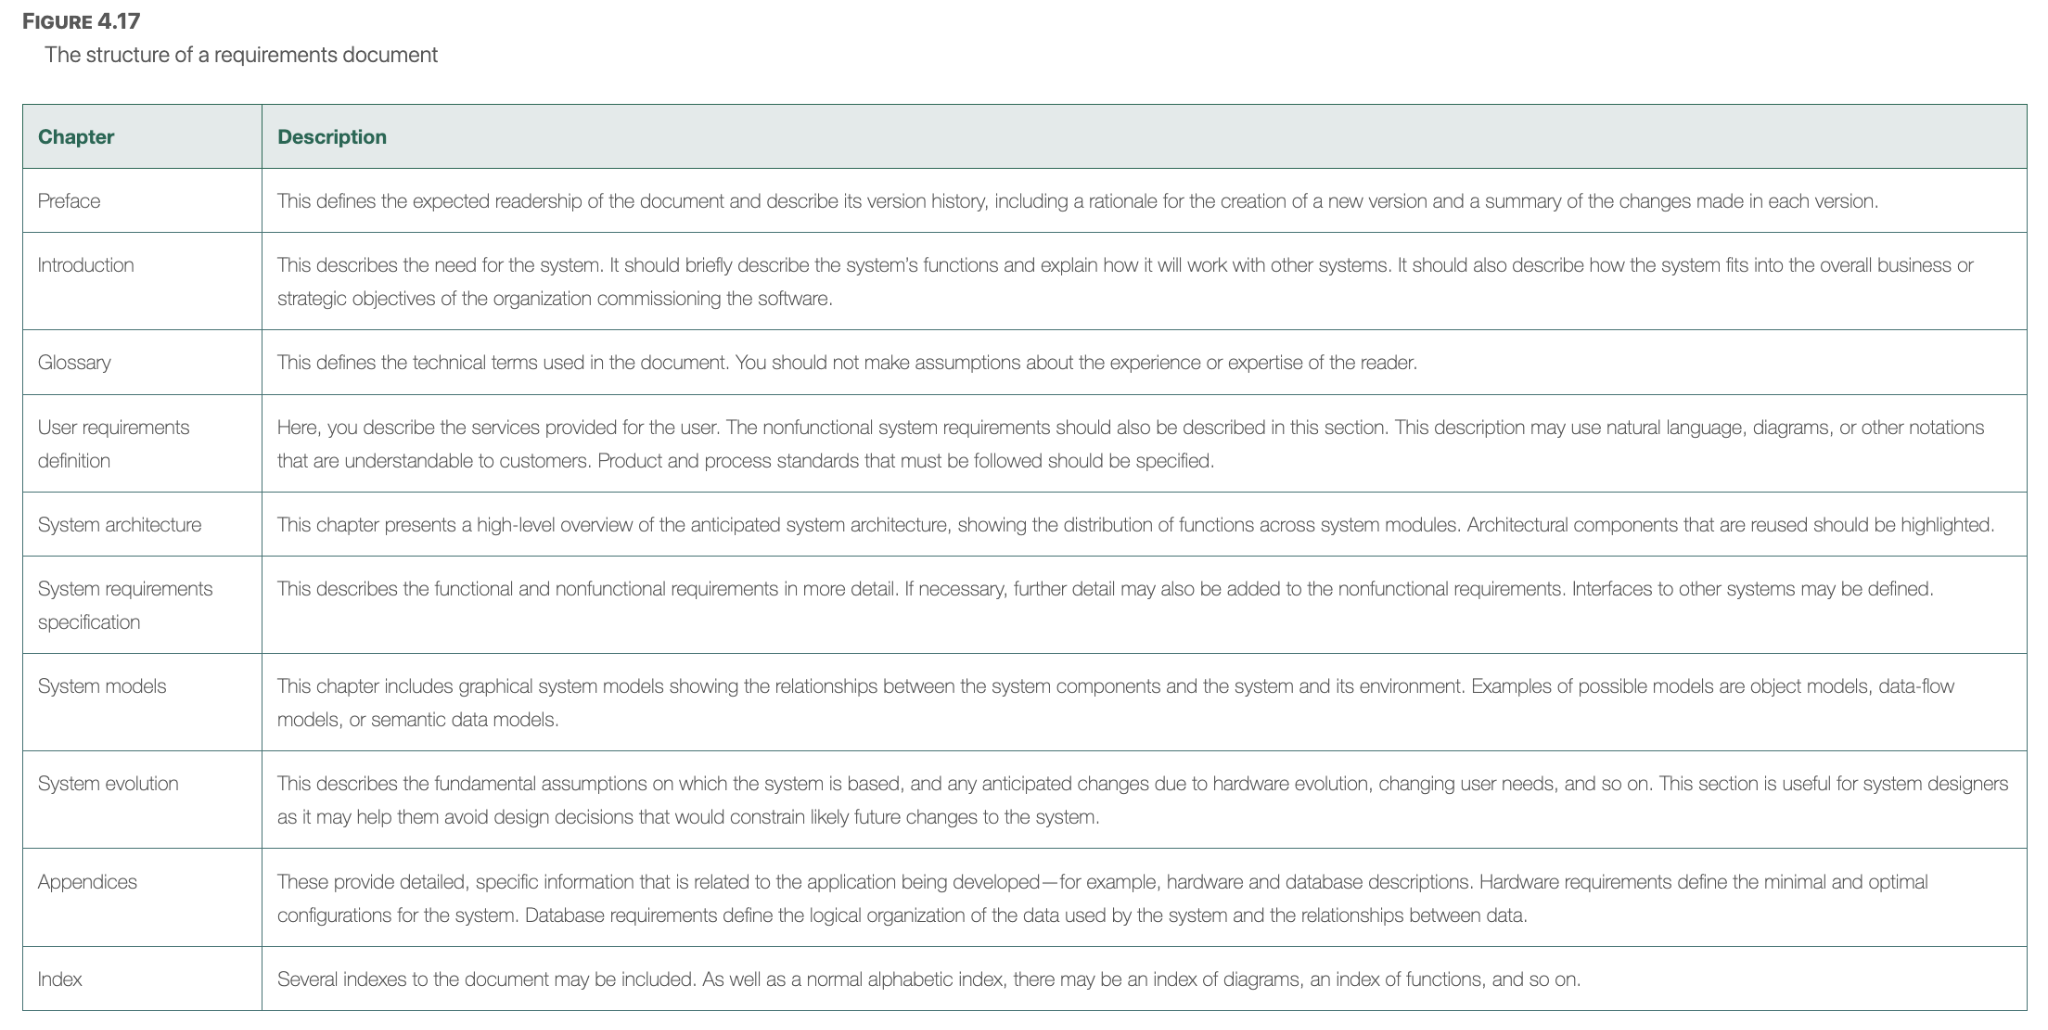 FIGURE 4.17
The structure of a requirements document
Chapter
Description
Preface
This defines the expected readership of the document and describe its version history, including a rationale for the creation of a new version and a summary of the changes made in each version.
Introduction
This describes the need for the system. It should briefly describe the system's functions and explain how it will work with other systems. It should also describe how the system fits into the overall business or
strategic objectives of the organization commissioning the software.
Glossary
This defines the technical terms used in the document. You should not make assumptions about the experience or expertise of the reader.
User requirements
definition
Here, you describe the services provided for the user. The nonfunctional system requirements should also be described in this section. This description may use natural language, diagrams, or other notations
that are understandable to customers. Product and process standards that must be followed should be specified.
System architecture
This chapter presents a high-level overview of the anticipated system architecture, showing the distribution of functions across system modules. Architectural components that are reused should be highlighted.
System requirements
specification
This describes the functional and nonfunctional requirements in more detail. If necessary, further detail may also be added to the nonfunctional requirements. Interfaces to other systems may be defined.
System models
This chapter includes graphical system models showing the relationships between the system components and the system and its environment. Examples of possible models are object models, data-flow
models, or semantic data models.
System evolution
This describes the fundamental assumptions on which the system is based, and any anticipated changes due to hardware evolution, changing user needs, and so on. This section is useful for system designers
as it may help them avoid design decisions that would constrain likely future changes to the system.
Appendices
These provide detailed, specific information that is related to the application being developed—for example, hardware and database descriptions. Hardware requirements define the minimal and optimal
configurations for the system. Database requirements define the logical organization of the data used by the system and the relationships between data.
Index
Several indexes to the document may be included. As well as a normal alphabetic index, there may be an index of diagrams, an index of functions, and so on.